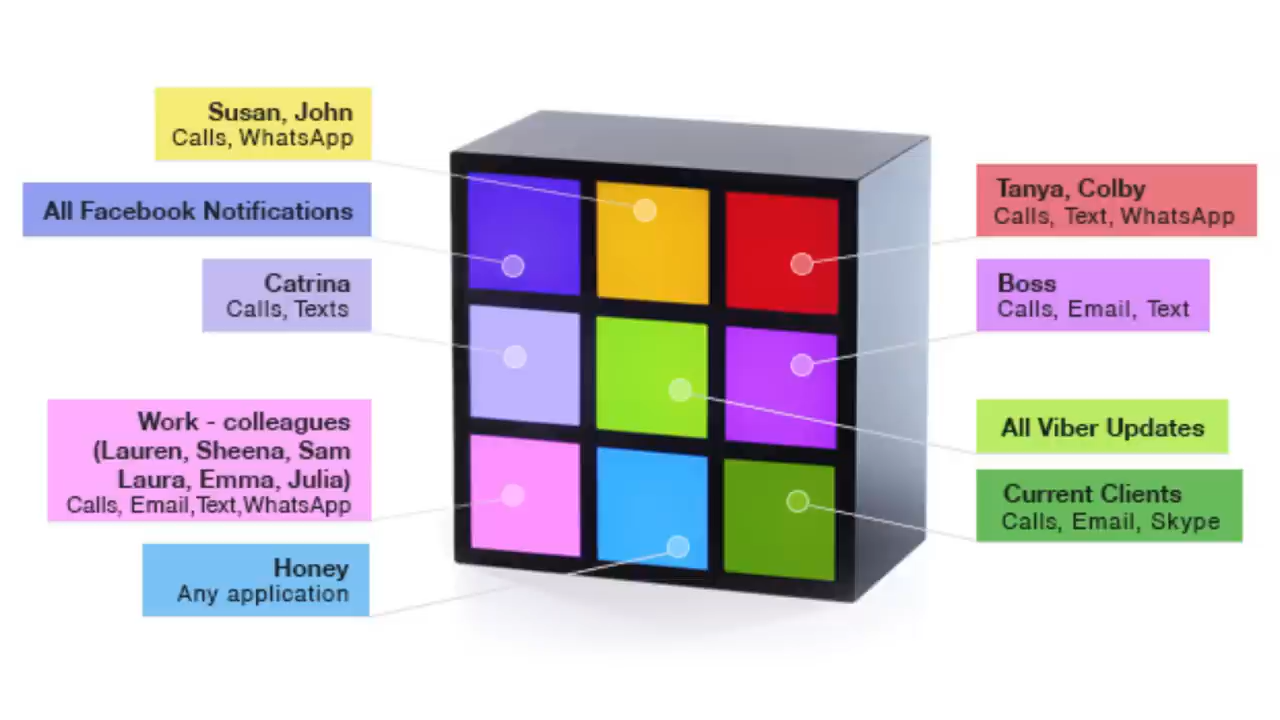 Susan, John
Calls, WhatsApp
All Facebook Notifications
Catrina
Calls, Texts
Work - colleagues
(Lauren, Sheena, Sam
Laura, Emma, Julia)
Calls, Email,Text,WhatsApp
Honey
Any application
Tanya, Colby
Calls, Text, WhatsApp
Boss
Calls, Email, Text
All Viber Updates
Current Clients
Calls, Email, Skype